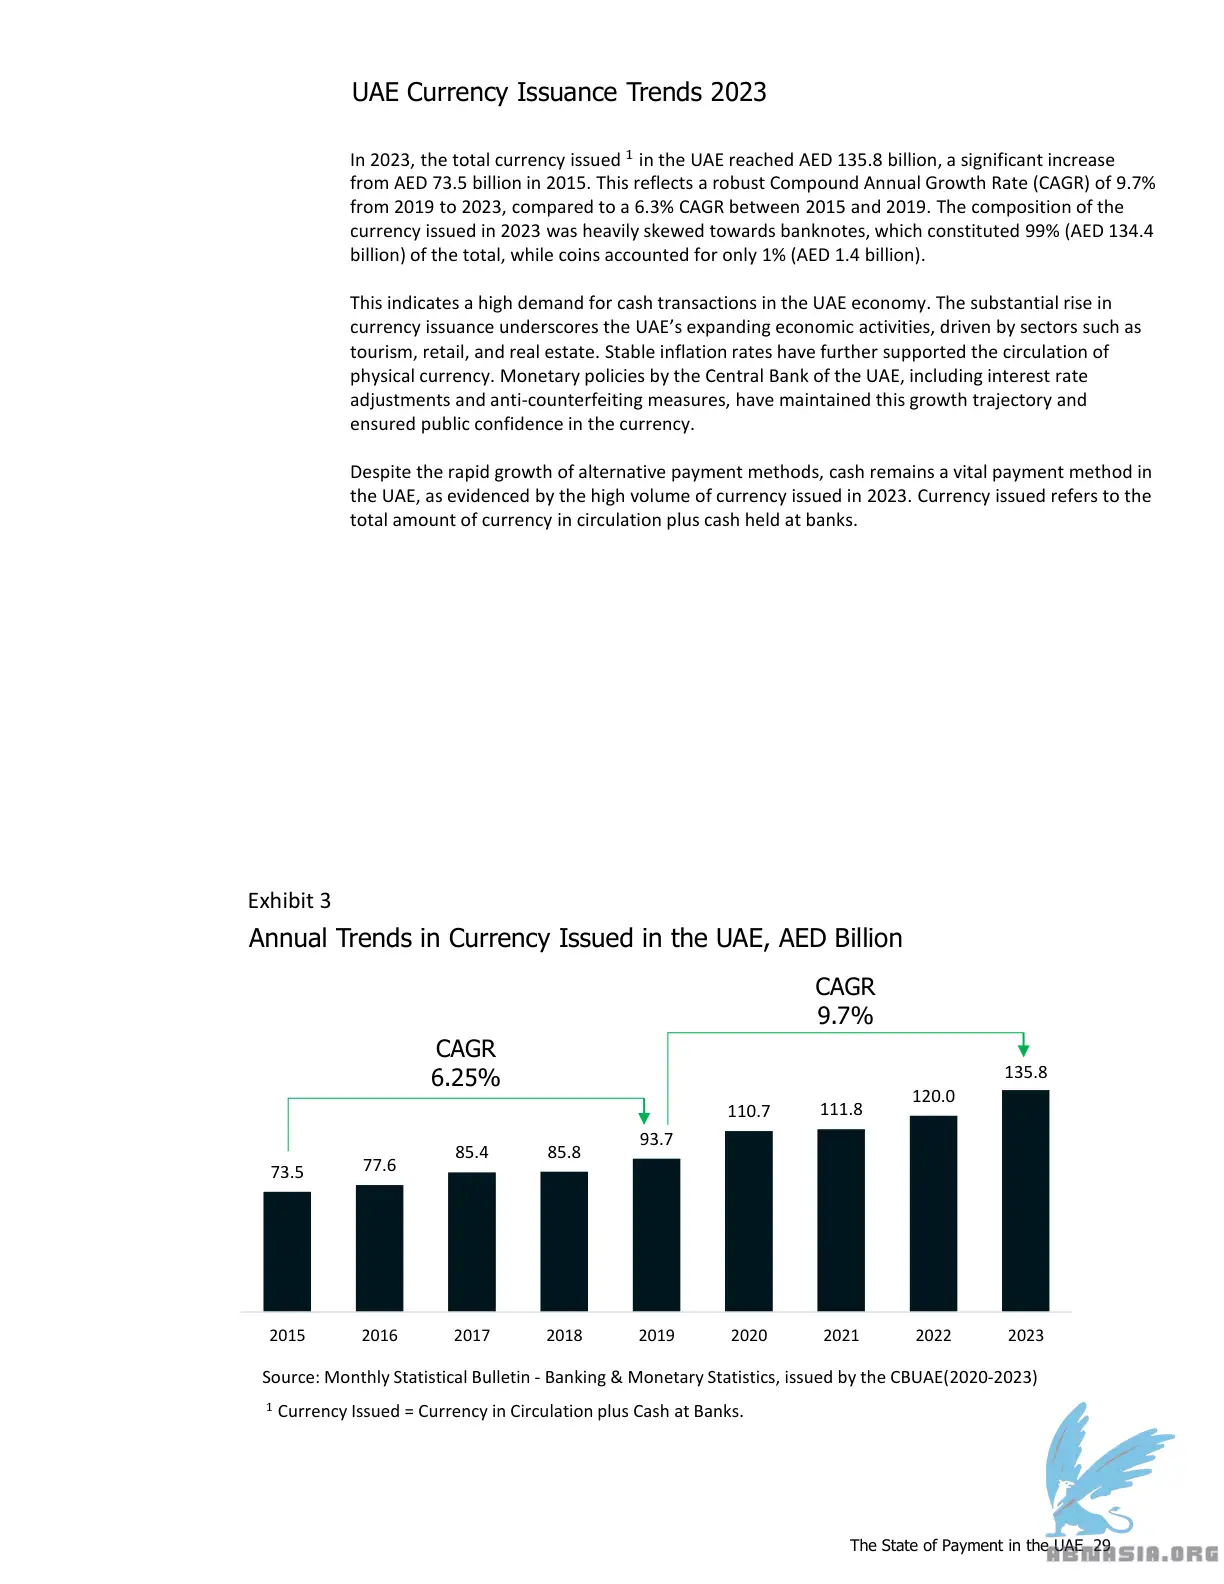 UAE Currency Issuance Trends 2023
In 2023, the total currency issued 1 in the UAE reached AED 135.8 billion, a significant increase
from AED 73.5 billion in 2015. This reflects a robust Compound Annual Growth Rate (CAGR) of 9.7%
from 2019 to 2023, compared to a 6.3% CAGR between 2015 and 2019. The composition of the
currency issued in 2023 was heavily skewed towards banknotes, which constituted 99% (AED 134.4
billion) of the total, while coins accounted for only 1% (AED 1.4 billion).
This indicates a high demand for cash transactions in the UAE economy. The substantial rise in
currency issuance underscores the UAE’s expanding economic activities, driven by sectors such as
tourism, retail, and real estate. Stable inflation rates have further supported the circulation of
physical currency. Monetary policies by the Central Bank of the UAE, including interest rate
adjustments and anti-counterfeiting measures, have maintained this growth trajectory and
ensured public confidence in the currency.
Despite the rapid growth of alternative payment methods, cash remains a vital payment method in
the UAE, as evidenced by the high volume of currency issued in 2023. Currency issued refers to the
total amount of currency in circulation plus cash held at banks.
Exhibit 3
Annual Trends in Currency Issued in the UAE, AED Billion
CAGR
9.7%
CAGR
6.25%
73.5 77.6 85.4 85.8 93.7 110.7 111.8 120.0 135.8
2015 2016 2017 2018 2019 2020 2021 2022 2023
Source: Monthly Statistical Bulletin - Banking & Monetary Statistics, issued by the CBUAE(2020-2023)
1 Currency Issued = Currency in Circulation plus Cash at Banks.
The State of Payment in the UAE 29
ABMASIA.ORG